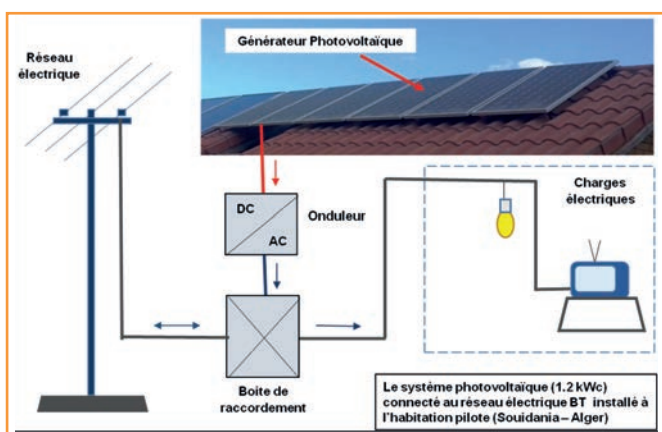 Générateur Photovoltaïque
Réseau
électrique
DC
AC
Onduleur
Charges
électriques
Boite de
raccordement
Le système photovoltaïque (1.2 kWc)
connecté au réseau électrique BT installé à
l'habitation pilote (Souidania – Alger)